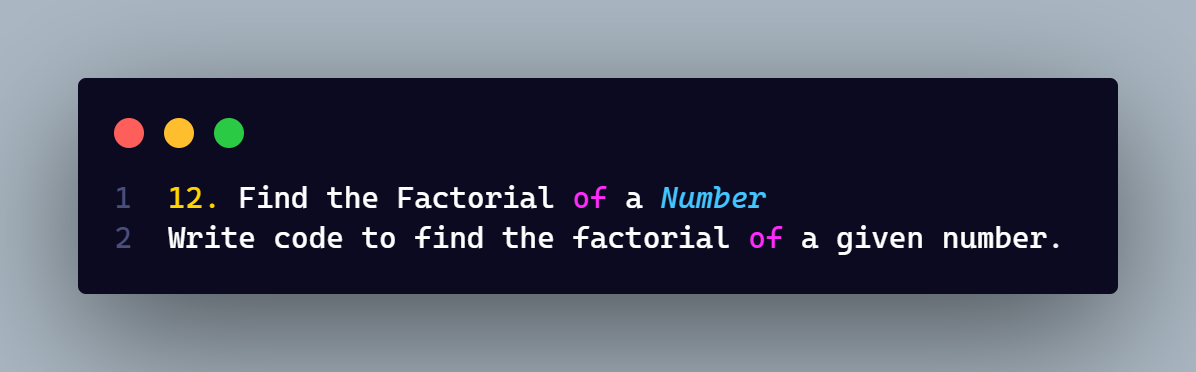 1 12. Find the Factorial of a Number
2 Write code to find the factorial of a given number.